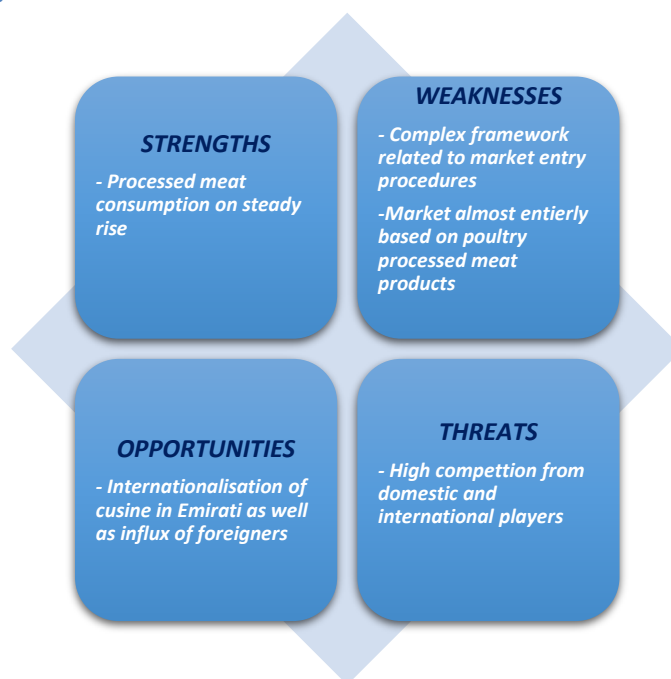 STRENGTHS
- Processed meat
consumption on steady
rise
WEAKNESSES
- Complex framework
related to market entry
procedures
-Market almost entierly
based on poultry
processed meat
products
OPPORTUNITIES
- Internationalisation of
cusine in Emirati as well
as influx of foreigners
THREATS
- High compettion from
domestic and
international players